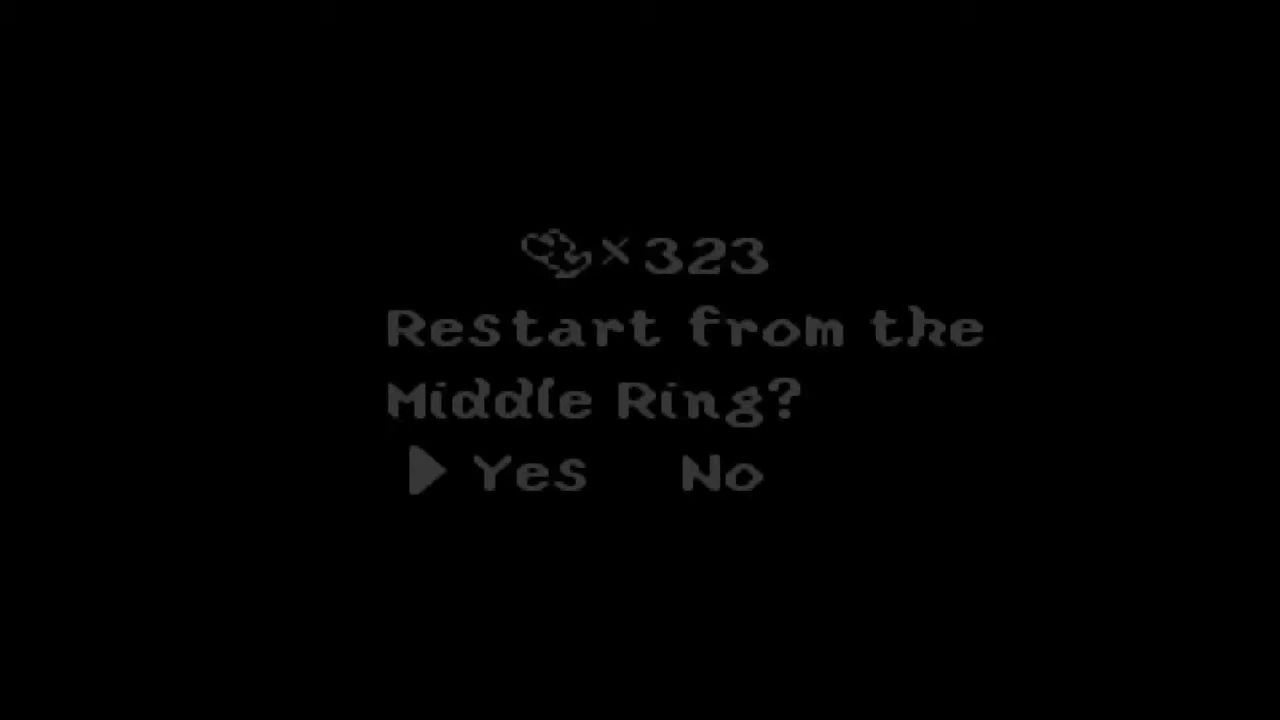 ×323
Restart from the
Middle Ring?
Yes No